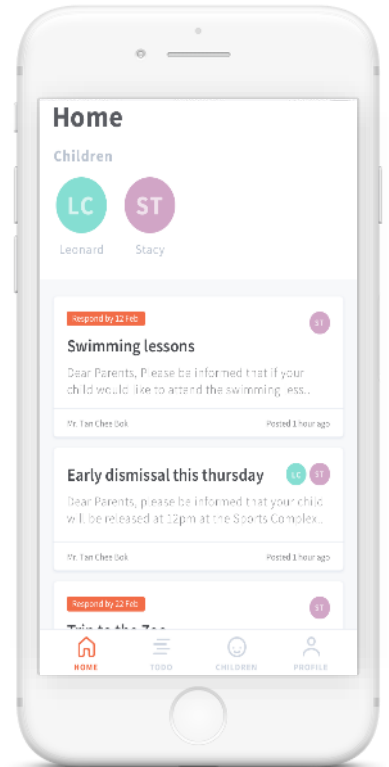 Home
Children
LC ST
Leonard Stacy
Respond by 12 Feb ST
Swimming lessons
Dear Parents, Please be informed that if your
child would like to attend the swimming less..
Mr. Tan Chee Bok Posted 1 hour ago
Early dismissal this thursday LC ST
Dear Parents, please be informed that your child
will be released at 12pm at the Sports Complex..
Mr. Tan Chee Bok Posted 1 hour ago
Respond by 22 Feb ST
Trip to the Zoo
HOME TODO CHILDREN PROFILE